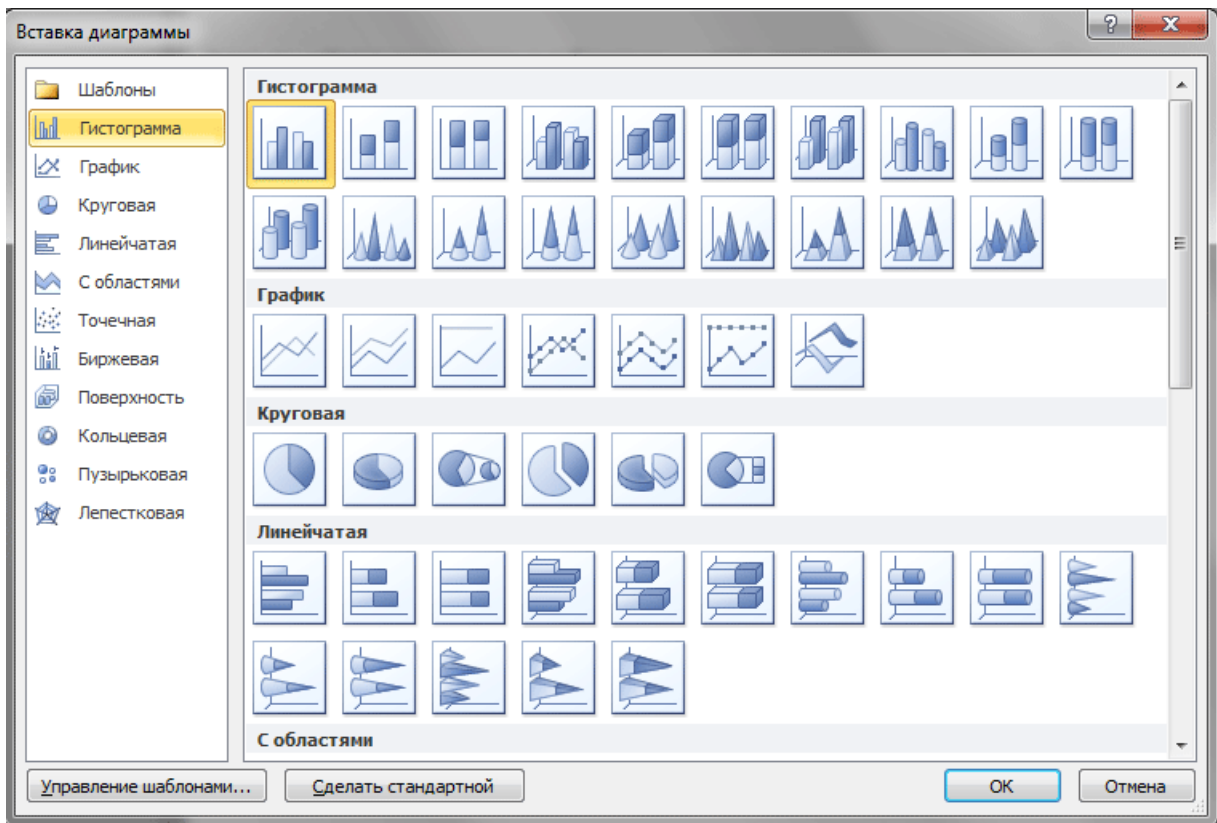 Вставка диаграммы
?
X
Шаблоны
Гистограмма
График
Круговая
Линейчатая
С областями
Точечная
Биржевая
Поверхность
Кольцевая
Пузырьковая
Лепестковая
Гистограмма
График
Круговая
Линейчатая
С областями
Управление шаблонами...
Сделать стандартной
ОК
Отмена